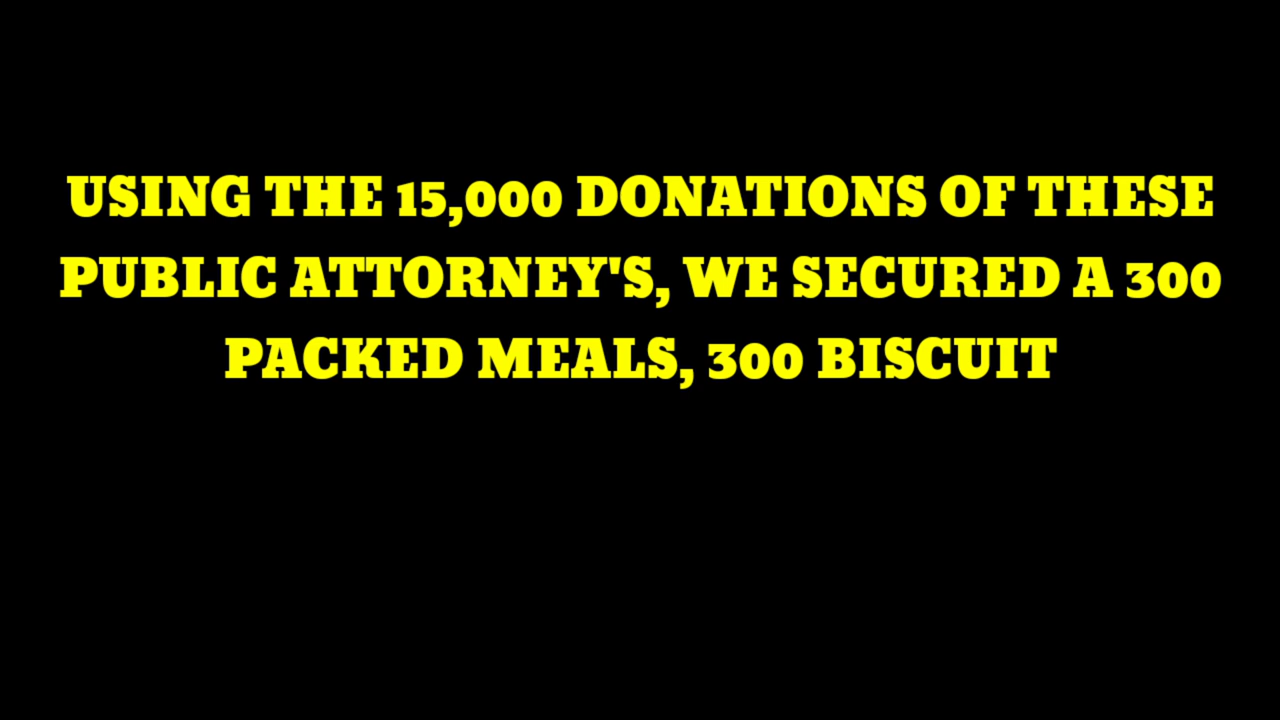 USING THE 15,000 DONATIONS OF THESE
PUBLIC ATTORNEY'S, WE SECURED A 300
PACKED MEALS, 300 BISCUIT